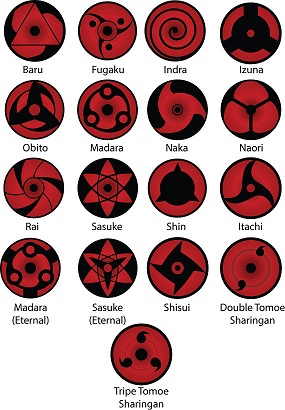 Baru
Fugaku
Indra
Izuna
Obito
Madara
Naka
Naori
Rai
Sasuke
Shin
Itachi
Madara
(Eternal)
Sasuke
(Eternal)
Shisui
Double Tomoe
Sharingan
Tripe Tomoe
Sharingan